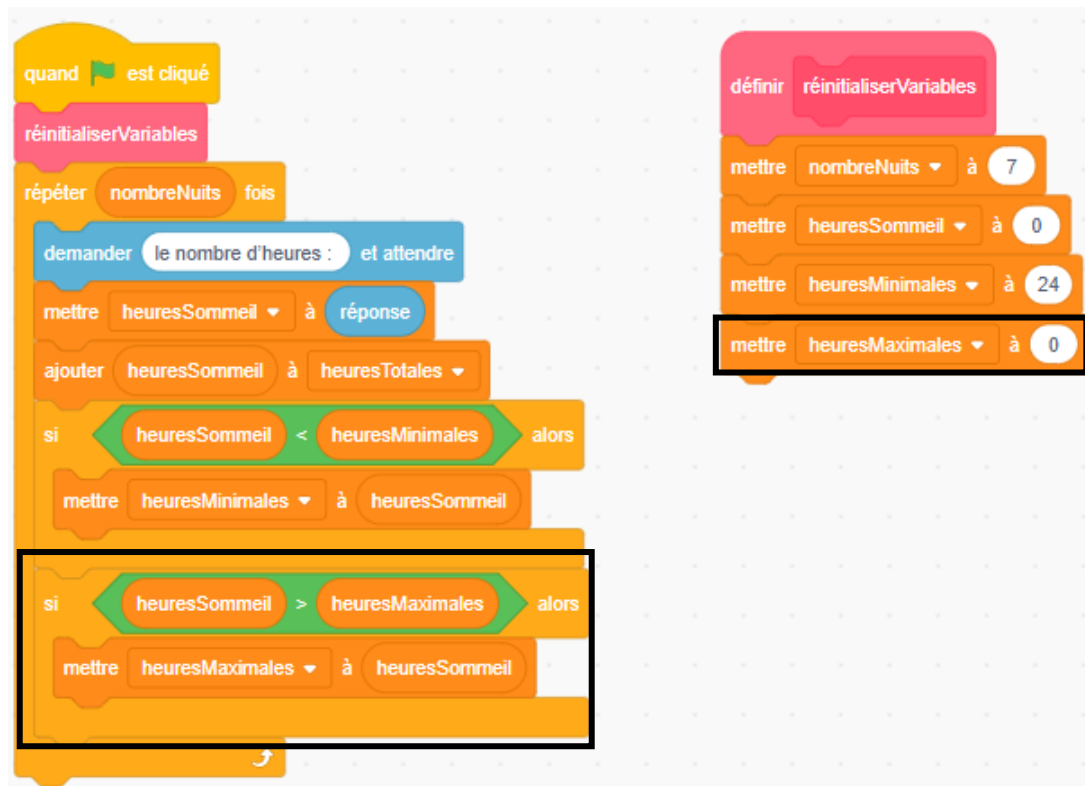 quand est cliqué
réinitialiserVariables
répéter nombreNuits fois
demander le nombre d'heures : et attendre
mettre heuresSommeil à réponse
ajouter heuresSommeil à heuresTotales
si heuresSommeil < heuresMinimales alors
mettre heuresMinimales à heuresSommeil
si heuresSommeil > heuresMaximales alors
mettre heuresMaximales à heuresSommeil
définir réinitialiserVariables
mettre nombreNuits à 7
mettre heuresSommeil à 0
mettre heuresMinimales à 24
mettre heuresMaximales à 0